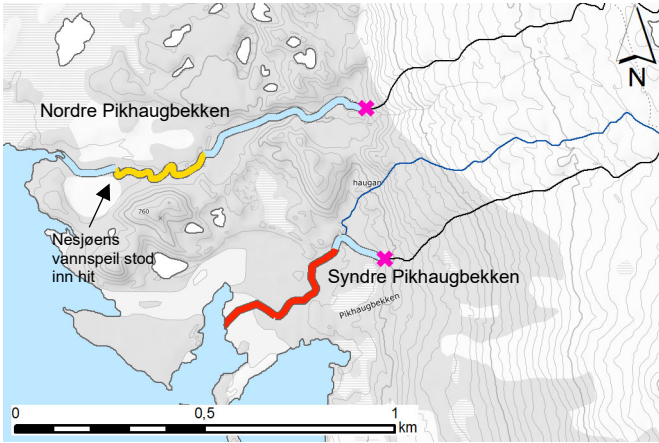 N
Nordre Pikhaugbekken
haugan
760
Nesjøens
vannspeil stod
inn hit
Syndre Pikhaugbekken
Pikhaugbekken
0
0,5
1
km